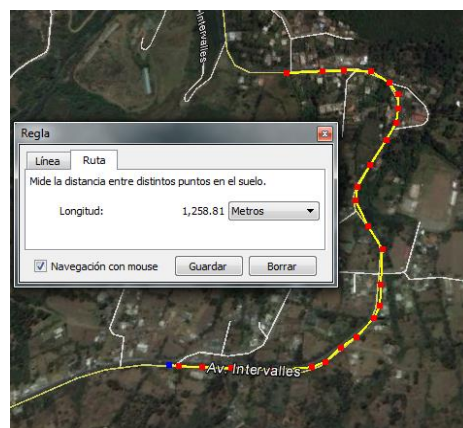 Intervalles
Regla
Línea
Ruta
Mide la distancia entre distintos puntos en el suelo.
Longitud: 1,258.81 Metros
Navegación con mouse Guardar Borrar
Av. Intervalles